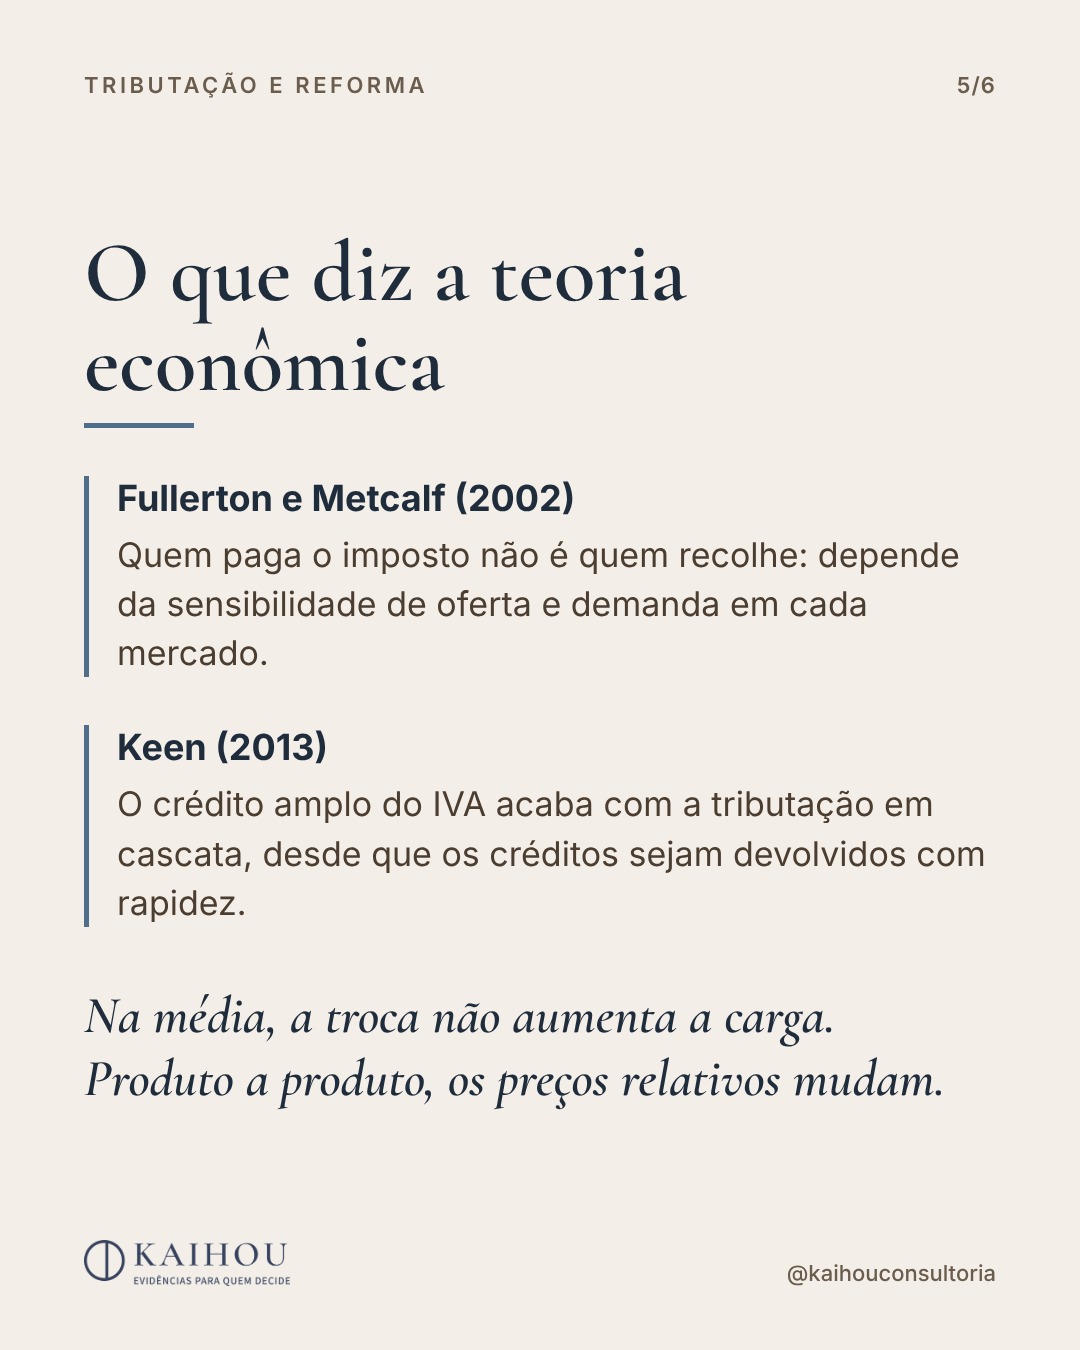 TRIBUTAÇÃO E REFORMA
5/6
O que diz a teoria
econômica
Fullerton e Metcalf (2002)
Quem paga o imposto não é quem recolhe: depende
da sensibilidade de oferta e demanda em cada
mercado.
Keen (2013)
O crédito amplo do IVA acaba com a tributação em
cascata, desde que os créditos sejam devolvidos com
rapidez.
Na média, a troca não aumenta a carga.
Produto a produto, os preços relativos mudam.
KAIHOU
EVIDÊNCIAS PARA QUEM DECIDE
@kaihouconsultoria